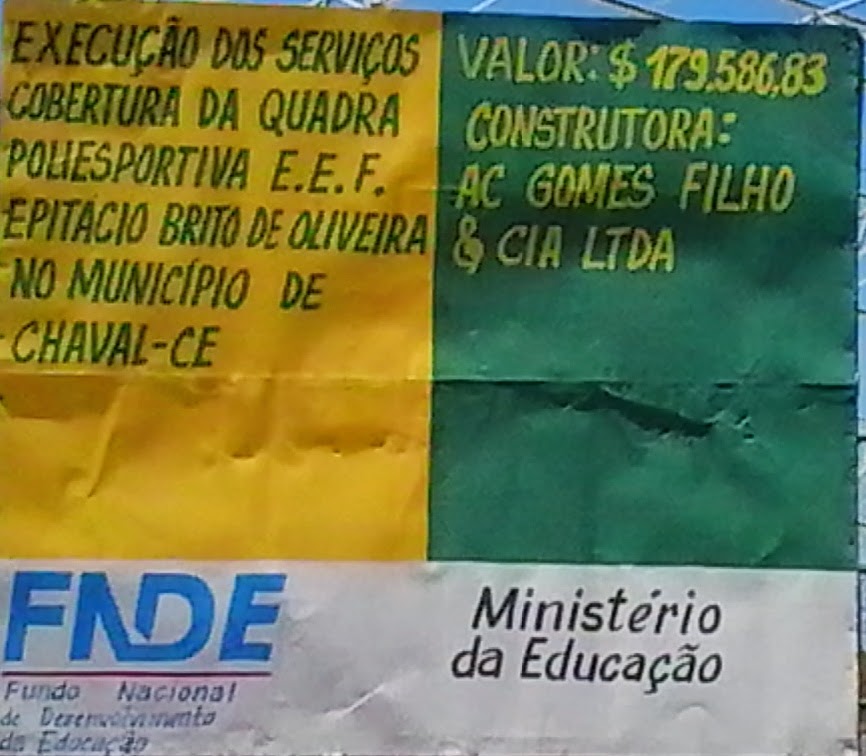 EXECUÇÃO DOS SERVIÇOS
COBERTURA DA QUADRA
POLIESPORTIVA E.E.F.
EPITÁCIO BRITO DE OLIVEIRA
NO MUNICÍPIO DE
CHAVAL-CE
VALOR: $ 179.586,83
CONSTRUTORA:
AC GOMES FILHO
& CIA LTDA
FNDE
Fundo Nacional
de Desenvolvimento
da Educação
Ministério
da Educação